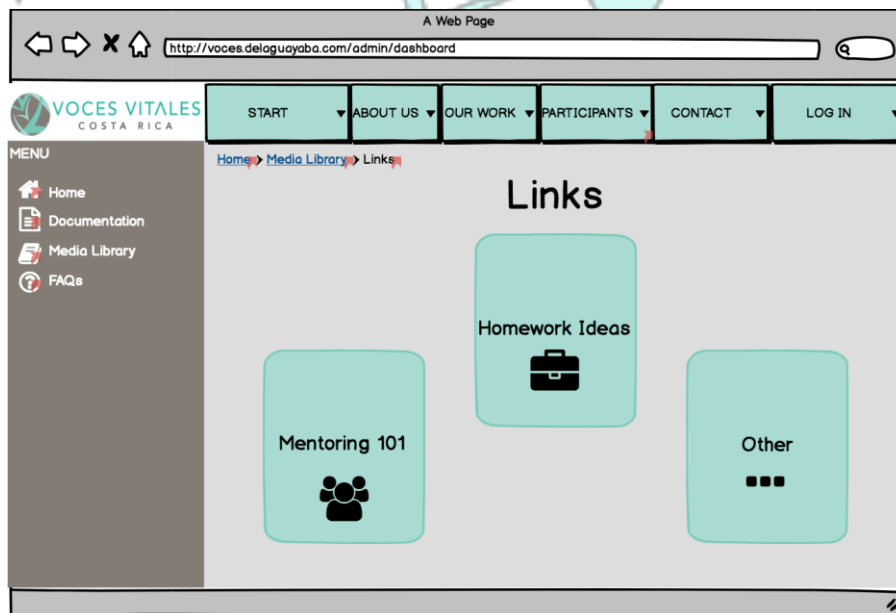 A Web Page
http://voces.delaguayaba.com/admin/dashboard
VOCES VITALES
COSTA RICA
START ABOUT US OUR WORK PARTICIPANTS CONTACT LOG IN
MENU
Home > Media Library > Links
Links
Home
Documentation
Media Library
FAQs
Homework Ideas
Mentoring 101
Other